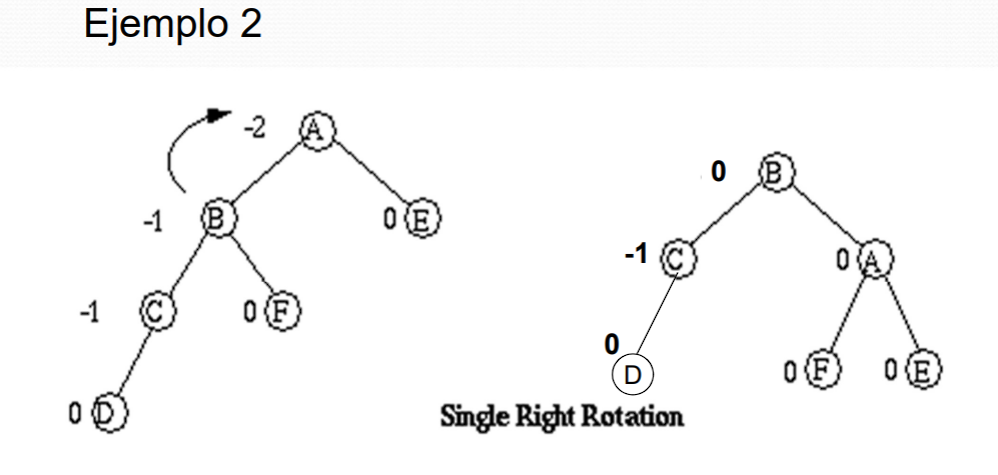 Ejemplo 2
-2 A
-1 B
0 E
-1 C
0 F
0 D
0 B
-1 C
0 A
0
D
0 F
0 E
Single Right Rotation